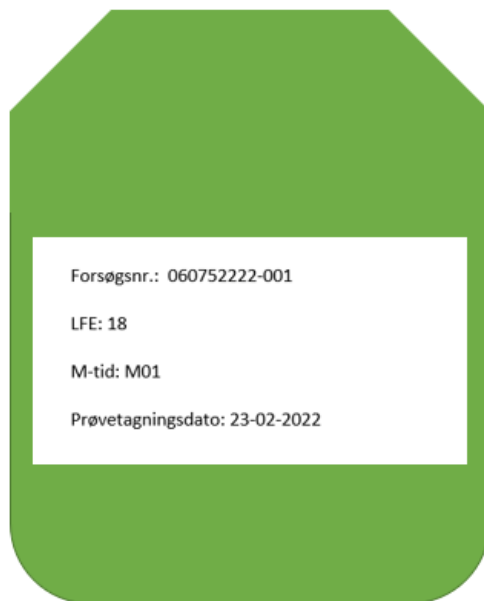 Forsøgsnr.: 060752222-001
LFE: 18
M-tid: M01
Prøvetagningsdato: 23-02-2022